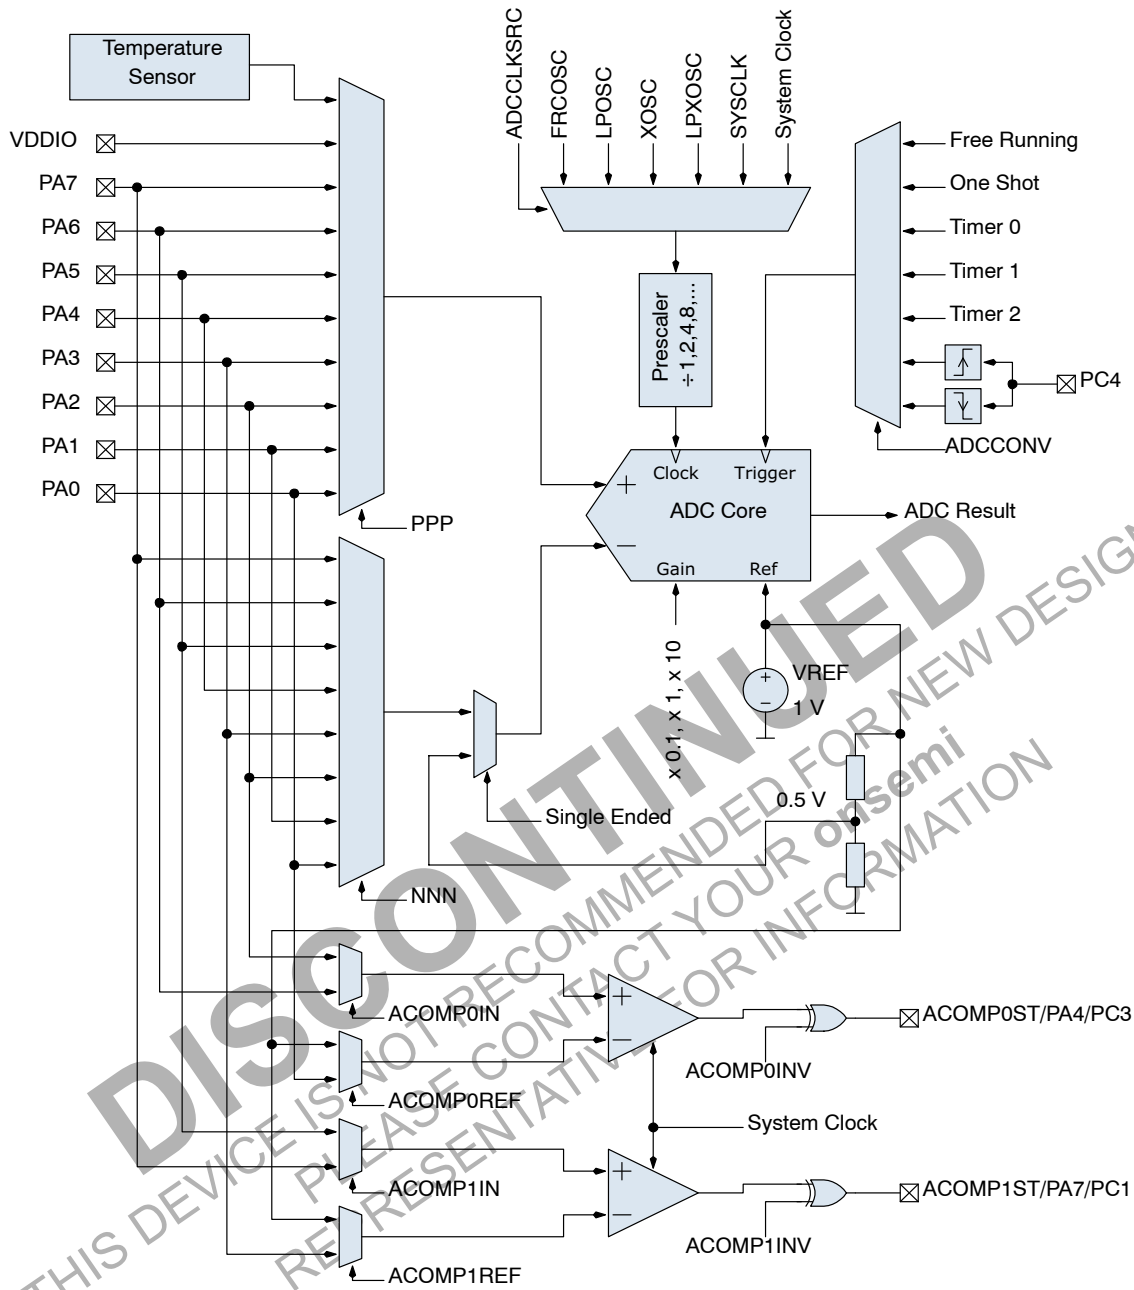 Temperature
Sensor
VDDIO
PA7
PA6
PA5
PA4
PA3
PA2
PA1
PA0
PPP
NNN
ADCCLKSRC
FRCOSC
LPOSC
XOSC
LPXOSC
SYSCLK
System Clock
Prescaler
÷1,2,4,8,...
Free Running
One Shot
Timer 0
Timer 1
Timer 2
PC4
ADCCONV
Clock
Trigger
+
ADC Core
−
Gain
Ref
ADC Result
x 0.1, x 1, x 10
+
VREF
−
1 V
0.5 V
Single Ended
ACOMP0IN
ACOMP0REF
ACOMP1IN
ACOMP1REF
+
−
ACOMP0INV
ACOMP0ST/PA4/PC3
System Clock
+
−
ACOMP1INV
ACOMP1ST/PA7/PC1
DISCONTINUED
THIS DEVICE IS NOT RECOMMENDED FOR NEW DESIGN
PLEASE CONTACT YOUR onsemi
REPRESENTATIVE FOR INFORMATION